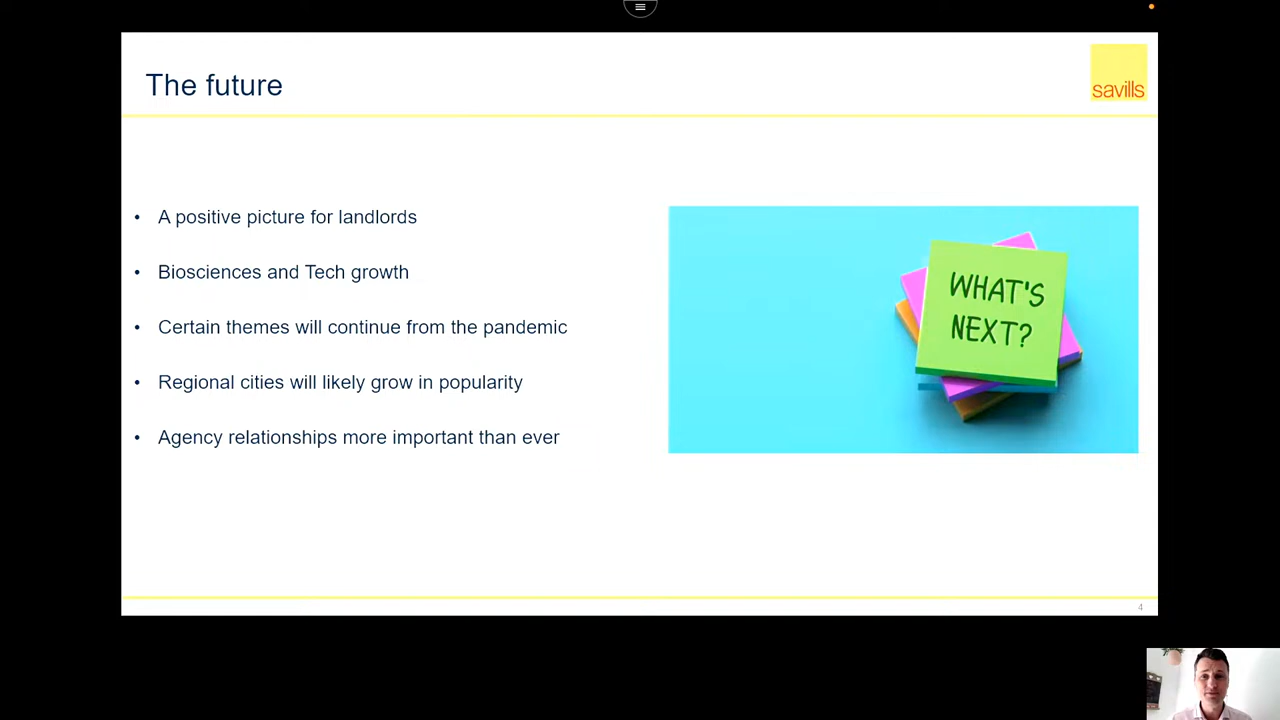 The future
savills
• A positive picture for landlords
• Biosciences and Tech growth
• Certain themes will continue from the pandemic
• Regional cities will likely grow in popularity
• Agency relationships more important than ever
WHAT'S
NEXT?
4